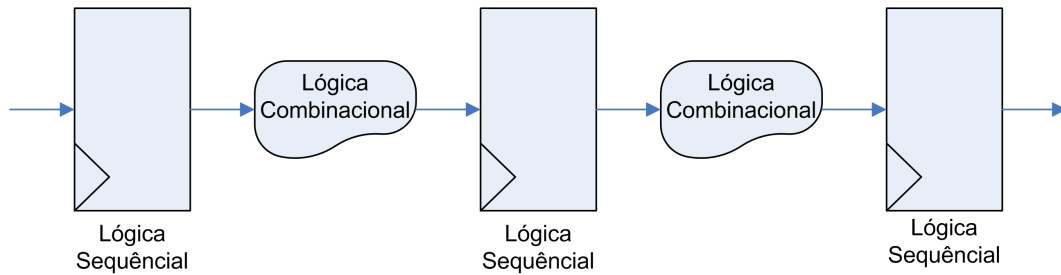 Lógica
Combinacional
Lógica
Combinacional
Lógica
Sequêncial
Lógica
Sequêncial
Lógica
Sequêncial